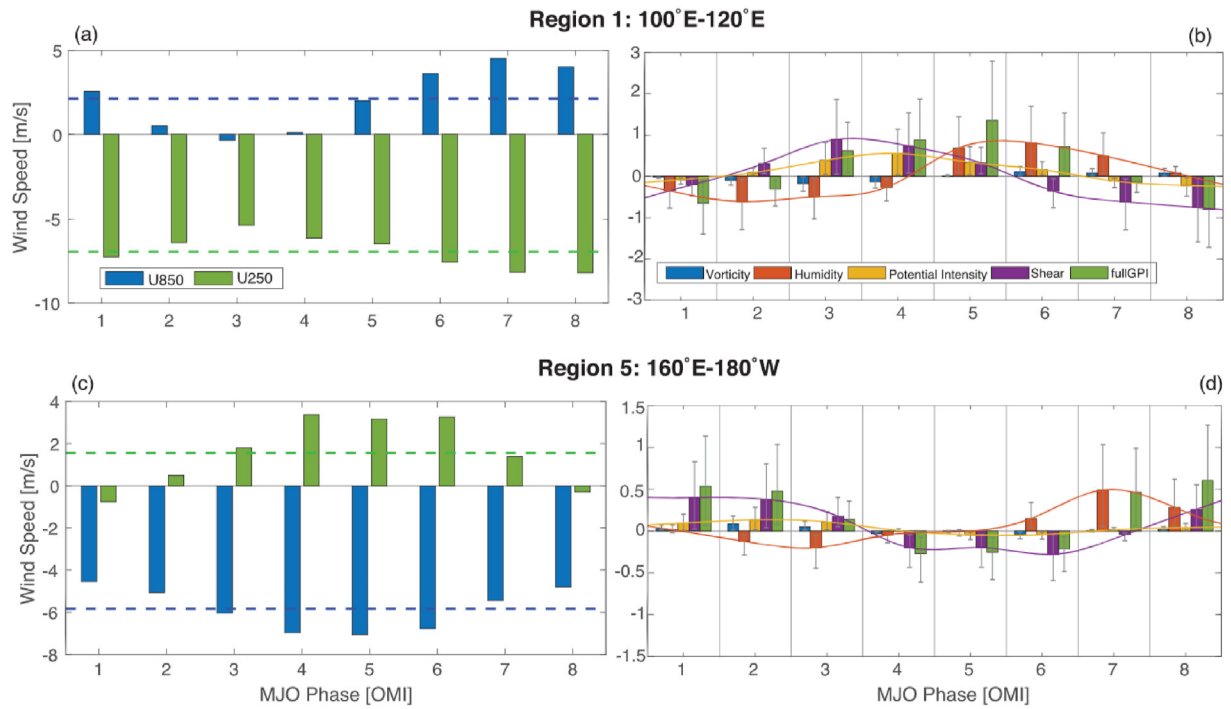 Region 1: 100˚E-120˚E
(a)
Wind Speed [m/s]
5
0
-5
-10
U850
U250
1 2 3 4 5 6 7 8
(b)
3
2
1
0
-1
-2
-3
Vorticity
Humidity
Potential Intensity
Shear
fullGPI
1 2 3 4 5 6 7 8
Region 5: 160˚E-180˚W
(c)
Wind Speed [m/s]
4
2
0
-2
-4
-6
-8
1 2 3 4 5 6 7 8
MJO Phase [OMI]
(d)
1.5
1
0.5
0
-0.5
-1
-1.5
1 2 3 4 5 6 7 8
MJO Phase [OMI]